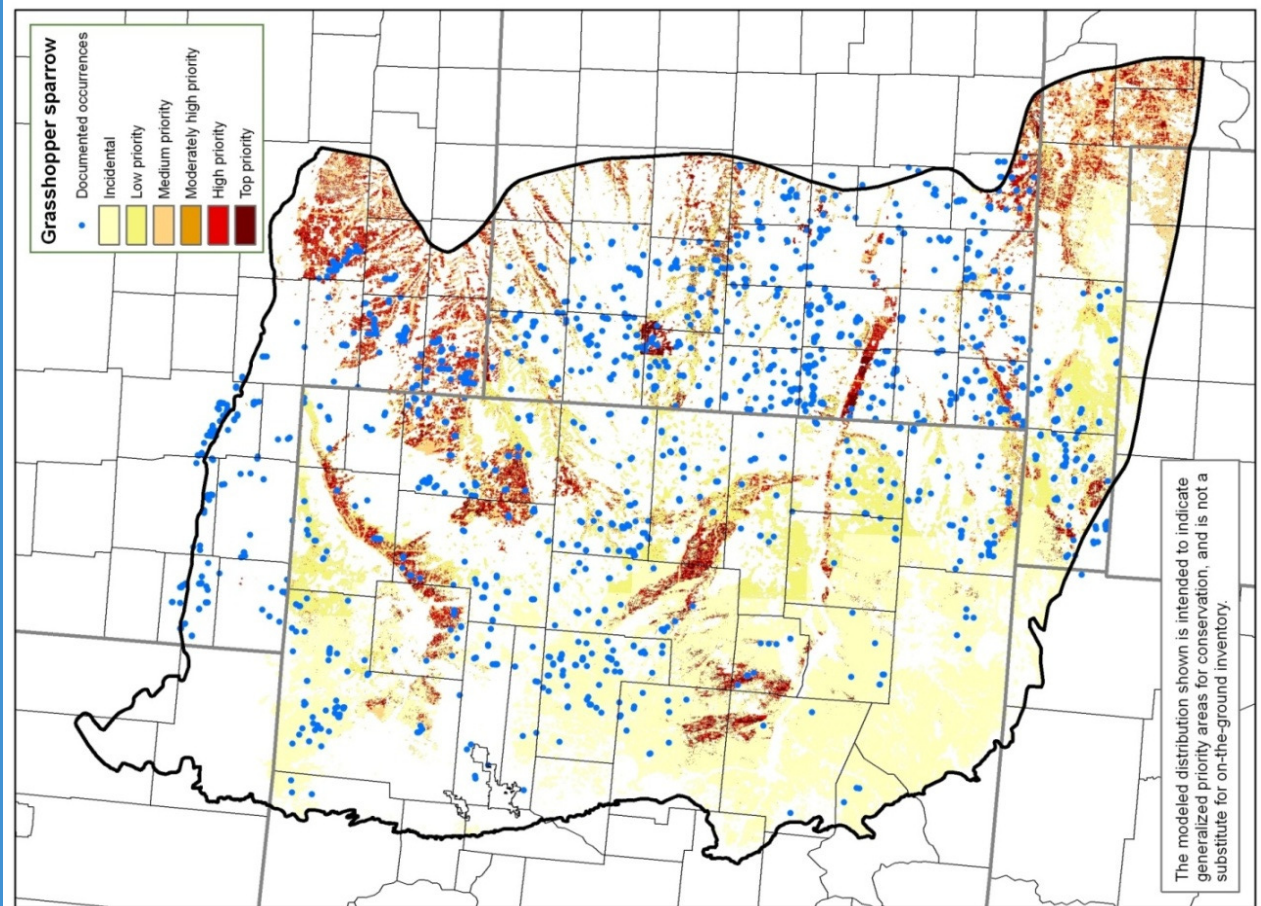 Grasshopper sparrow
Documented occurrences
Incidental
Low priority
Medium priority
Moderately high priority
High priority
Top priority
The modeled distribution shown is intended to indicate
generalized priority areas for conservation, and is not a
substitute for on-the-ground inventory.